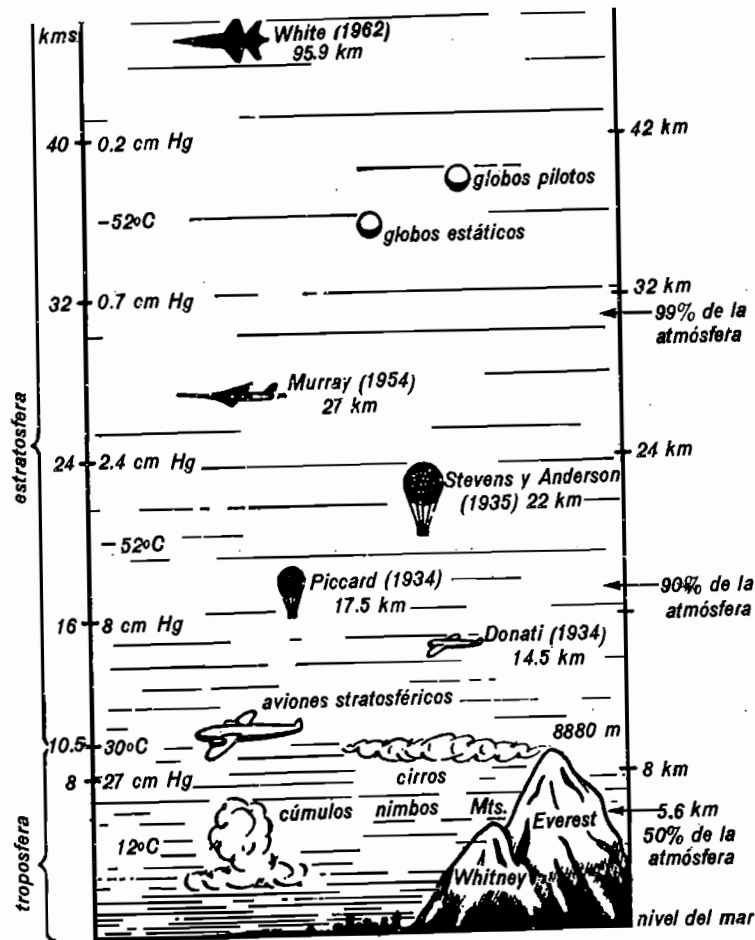 kms
White (1962)
95.9 km
40
0.2 cm Hg
42 km
globos pilotos
-52ºC
globos estáticos
32
0.7 cm Hg
32 km
99% de la
atmósfera
Murray (1954)
27 km
estratosfera
24
2.4 cm Hg
24 km
Stevens y Anderson
(1935) 22 km
-52ºC
Piccard (1934)
17.5 km
90% de la
atmósfera
16
8 cm Hg
Donati (1934)
14.5 km
aviones stratosféricos
8880 m
10.5
30ºC
8
27 cm Hg
cirros
8 km
cúmulos nimbos Mts.
Everest
5.6 km
50% de la
atmósfera
12ºC
Whitney
troposfera
nivel del mar